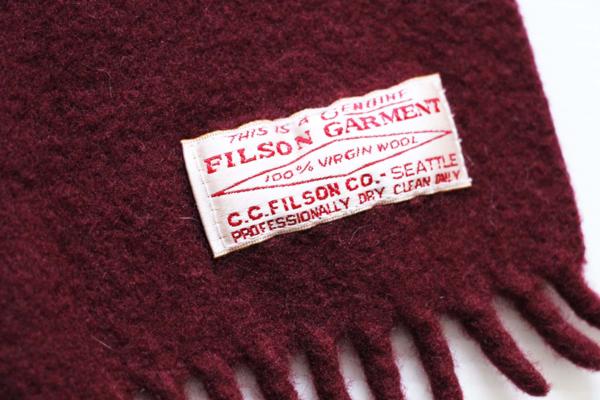 THIS IS A GENUINE
FILSON GARMENT
100% VIRGIN WOOL
C.C.FILSON CO.- SEATTLE
PROFESSIONALLY DRY CLEAN ONLY